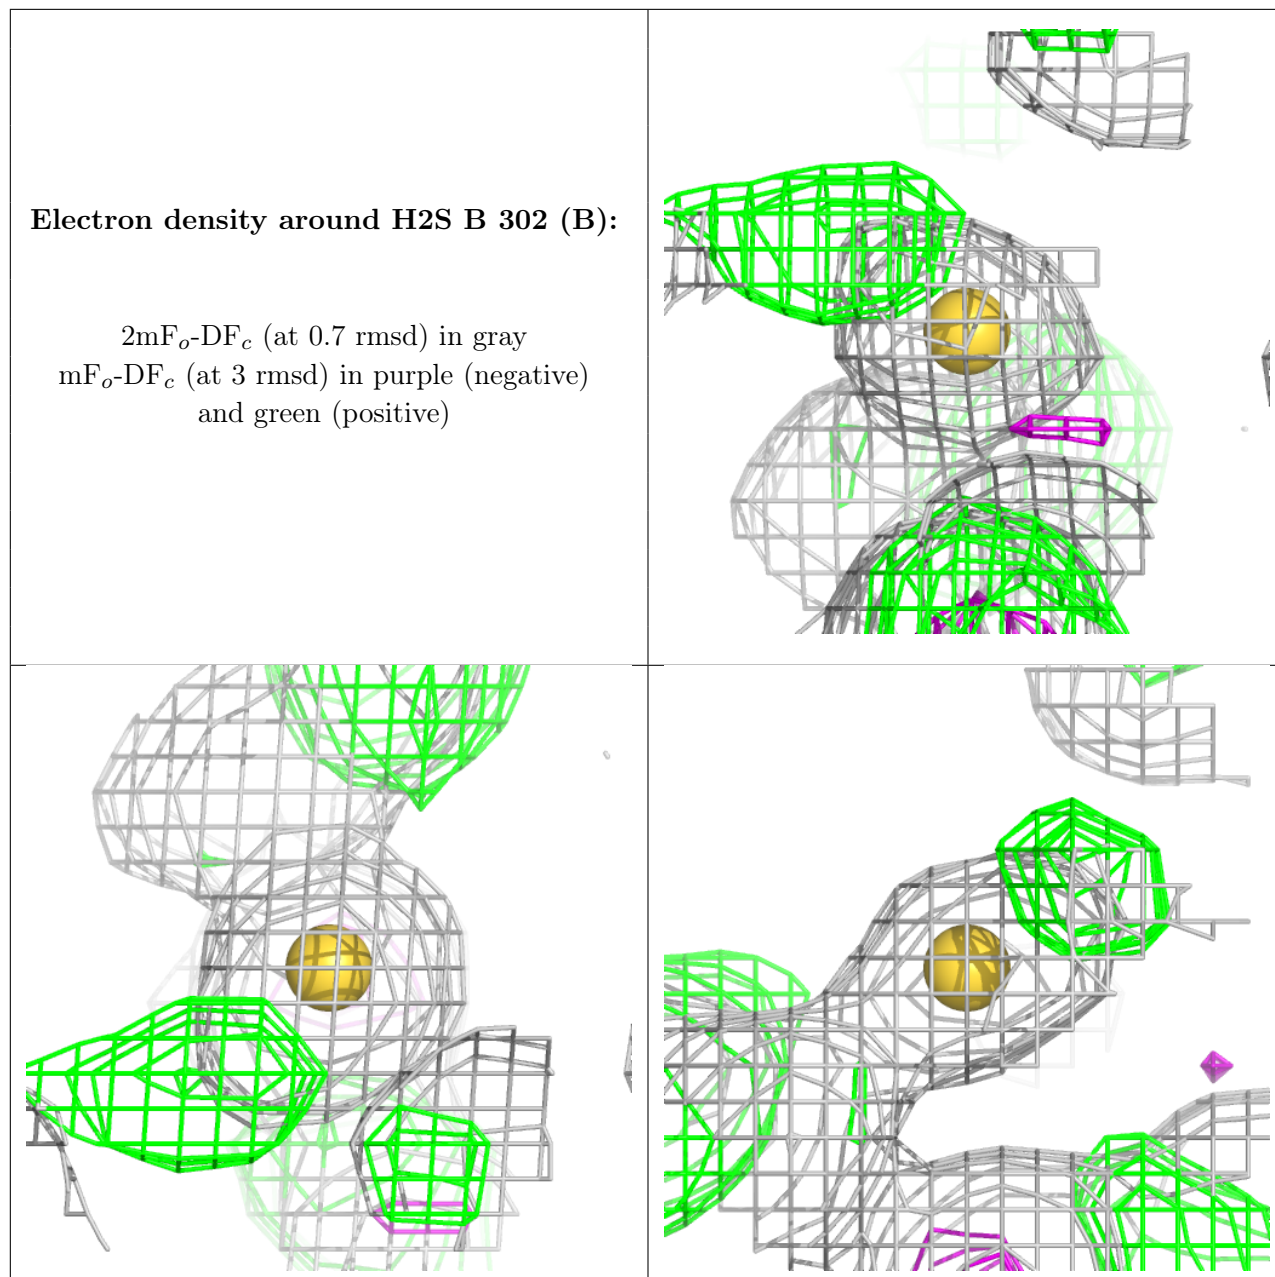 Electron density around H2S B 302 (B):
2mFo-DFc (at 0.7 rmsd) in gray
mFo-DFc (at 3 rmsd) in purple (negative)
and green (positive)